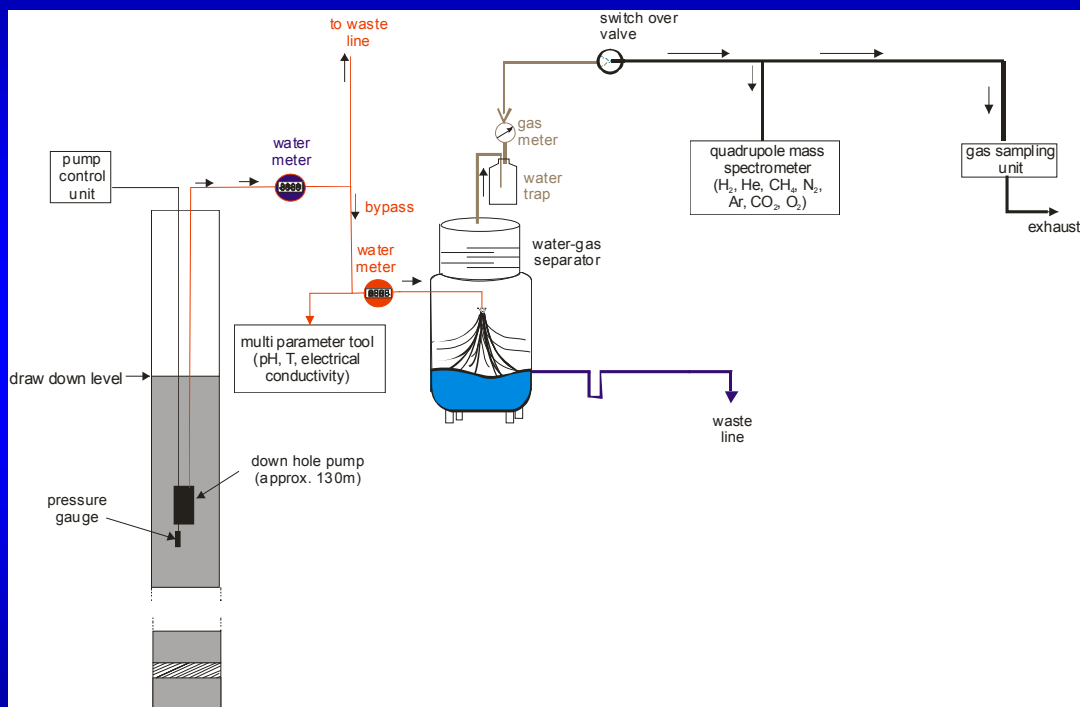 switch over
valve
to waste
line
gas
meter
water
meter
pump
control
unit
quadrupole mass
spectrometer
(H₂, He, CH₄, N₂,
Ar, CO₂, O₂)
gas sampling
unit
water
trap
bypass
exhaust
water
meter
water-gas
separator
multi parameter tool
(pH, T, electrical
conductivity)
draw down level
waste
line
down hole pump
(approx. 130m)
pressure
gauge